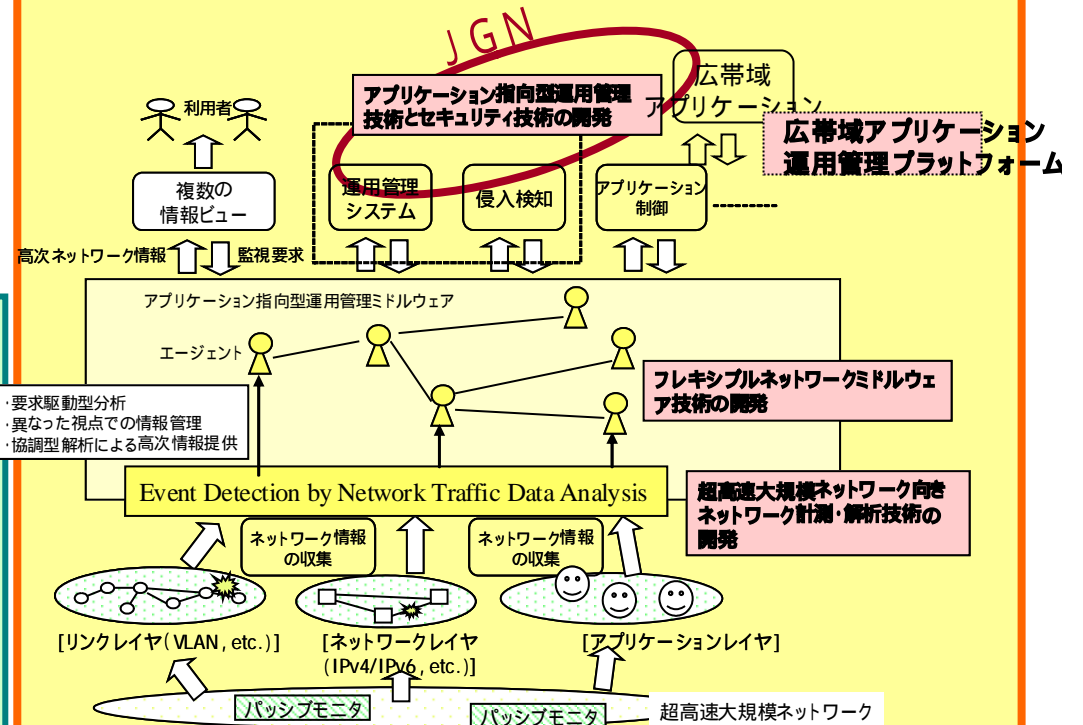 JGN
広帯域
アプリケーション
アプリケーション指向型運用管理
技術とセキュリティ技術の開発
利用者
広帯域アプリケーション
運用管理プラットフォーム
複数の
情報ビュー
運用管理
システム
侵入検知
アプリケーション
制御
高次ネットワーク情報
監視要求
アプリケーション指向型運用管理ミドルウェア
エージェント
フレキシブルネットワークミドルウェ
ア技術の開発
・要求駆動型分析
・異なった視点での情報管理
・協調型解析による高次情報提供
Event Detection by Network Traffic Data Analysis
超高速大規模ネットワーク向き
ネットワーク計測・解析技術の
開発
ネットワーク情報
の収集
ネットワーク情報
の収集
[リンクレイヤ(VLAN, etc.)]
[ネットワークレイヤ
(IPv4/IPv6, etc.)]
[アプリケーションレイヤ]
パッシブモニタ
パッシブモニタ
超高速大規模ネットワーク